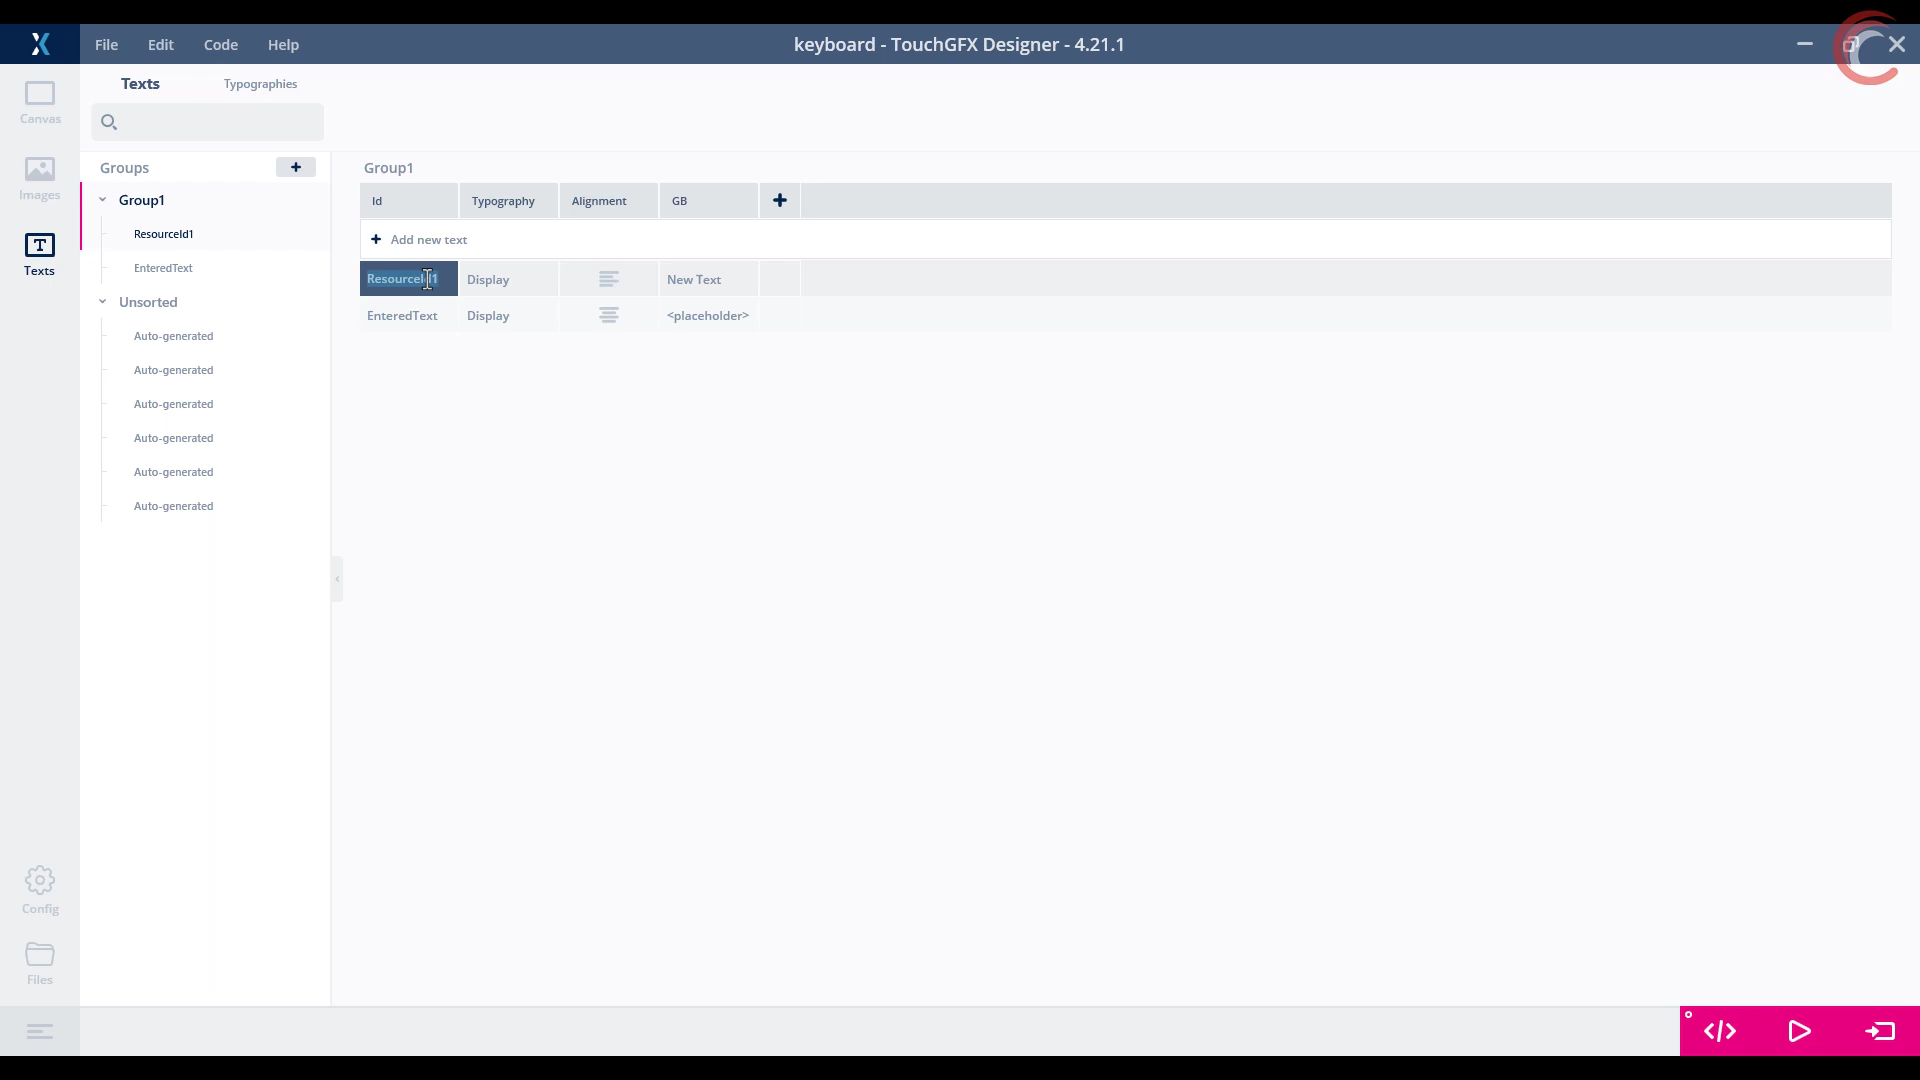 File Edit Code Help
keyboard - TouchGFX Designer - 4.21.1
Canvas
Images
Texts
Config
Files
Texts Typographies
Groups
Group1
ResourceId1
EnteredText
Unsorted
Auto-generated
Auto-generated
Auto-generated
Auto-generated
Auto-generated
Auto-generated
Group1
Id Typography Alignment GB
Add new text
ResourceId1 Display New Text
EnteredText Display <placeholder>